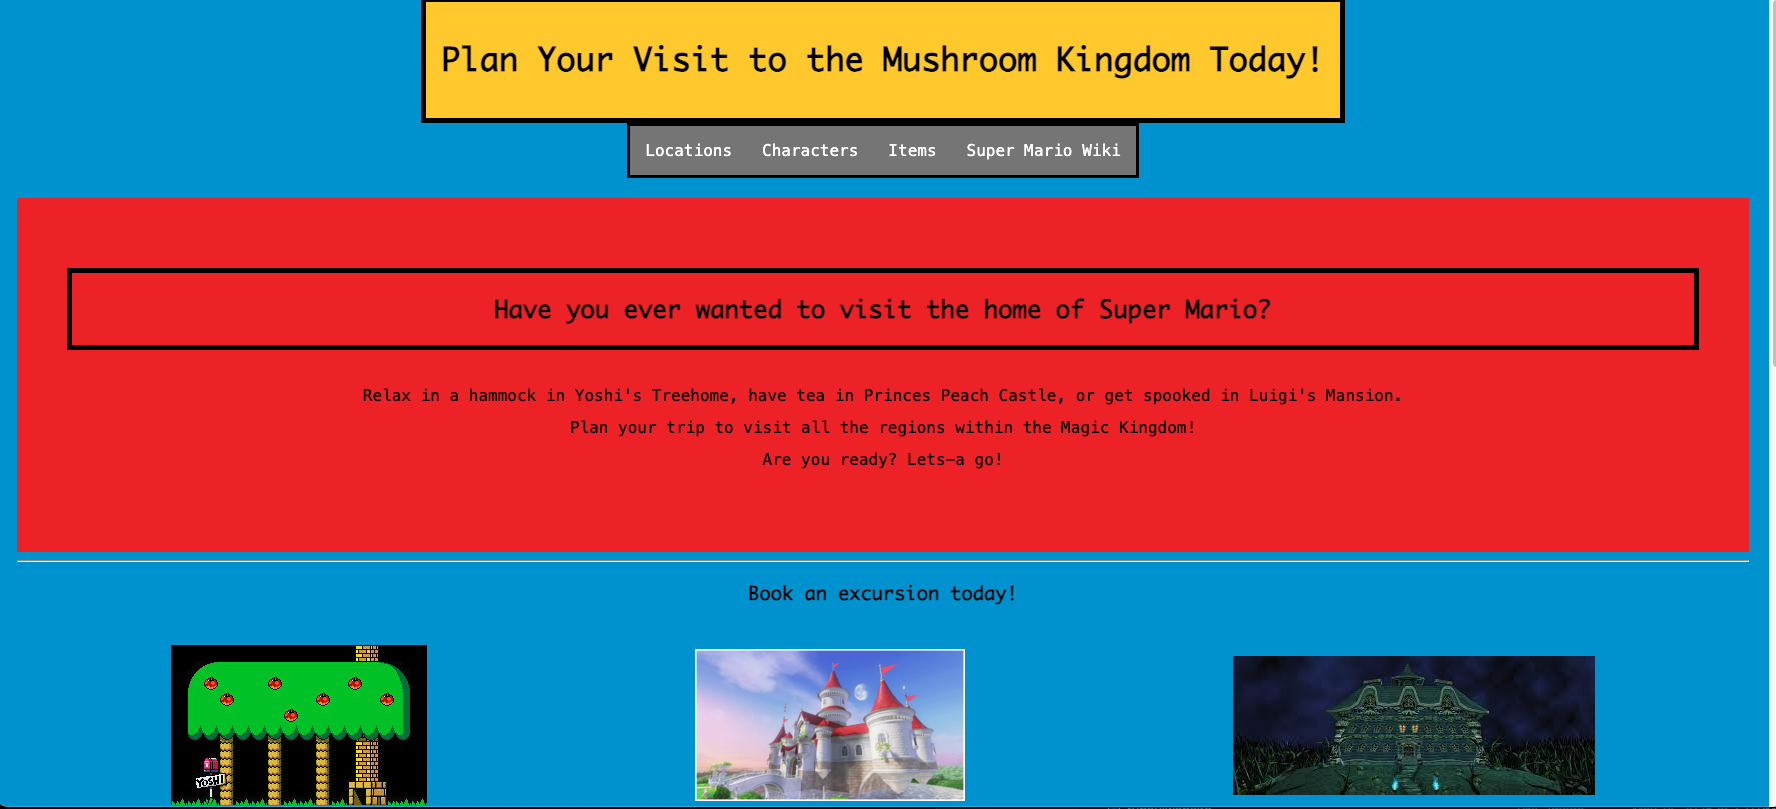 Plan Your Visit to the Mushroom Kingdom Today!
Locations Characters Items Super Mario Wiki
Have you ever wanted to visit the home of Super Mario?
Relax in a hammock in Yoshi's Treehome, have tea in Princes Peach Castle, or get spooked in Luigi's Mansion.
Plan your trip to visit all the regions within the Magic Kingdom!
Are you ready? Lets-a go!
Book an excursion today!
YOSHI